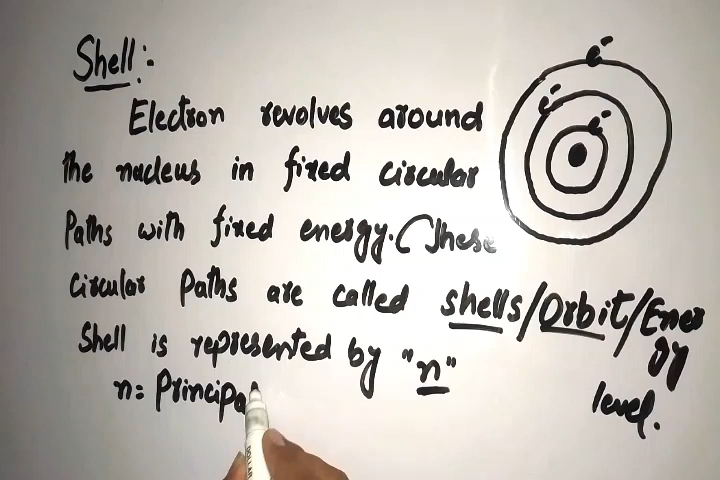 Shell:-
Electron revolves around
the nucleus in fixed circular
Paths with fixed energy. (These
circular paths are called shells/Orbit/Energy
level.
Shell is represented by "n"
n = Principa
e⁻
e⁻
e⁻